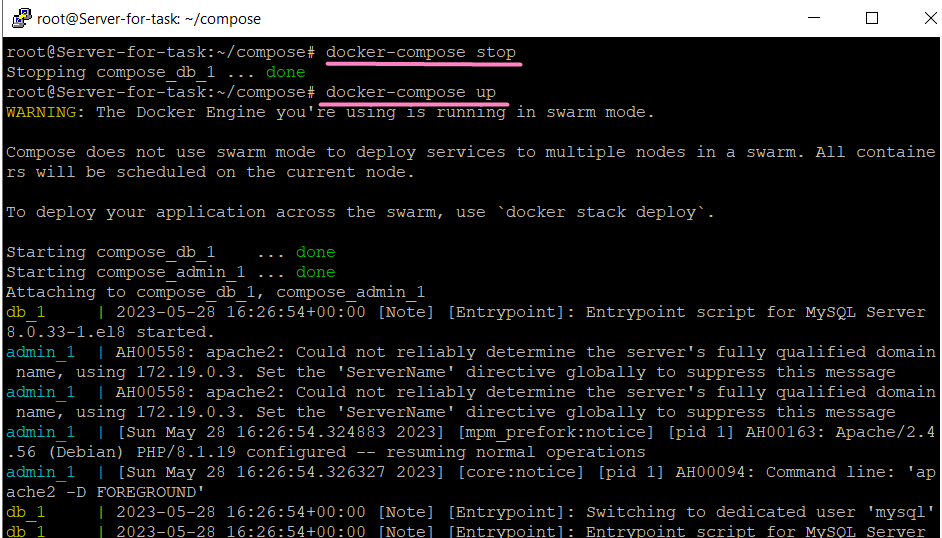 root@Server-for-task: ~/compose
root@Server-for-task:~/compose# docker-compose stop
Stopping compose_db_1 ... done
root@Server-for-task:~/compose# docker-compose up
WARNING: The Docker Engine you're using is running in swarm mode.
Compose does not use swarm mode to deploy services to multiple nodes in a swarm. All containe
rs will be scheduled on the current node.
To deploy your application across the swarm, use `docker stack deploy`.
Starting compose_db_1    ... done
Starting compose_admin_1 ... done
Attaching to compose_db_1, compose_admin_1
db_1     | 2023-05-28 16:26:54+00:00 [Note] [Entrypoint]: Entrypoint script for MySQL Server
8.0.33-1.el8 started.
admin_1  | AH00558: apache2: Could not reliably determine the server's fully qualified domain
 name, using 172.19.0.3. Set the 'ServerName' directive globally to suppress this message
admin_1  | AH00558: apache2: Could not reliably determine the server's fully qualified domain
 name, using 172.19.0.3. Set the 'ServerName' directive globally to suppress this message
admin_1  | [Sun May 28 16:26:54.324883 2023] [mpm_prefork:notice] [pid 1] AH00163: Apache/2.4
.56 (Debian) PHP/8.1.19 configured -- resuming normal operations
admin_1  | [Sun May 28 16:26:54.326327 2023] [core:notice] [pid 1] AH00094: Command line: 'ap
ache2 -D FOREGROUND'
db_1     | 2023-05-28 16:26:54+00:00 [Note] [Entrypoint]: Switching to dedicated user 'mysql'
db_1     | 2023-05-28 16:26:54+00:00 [Note] [Entrypoint]: Entrypoint script for MySQL Server